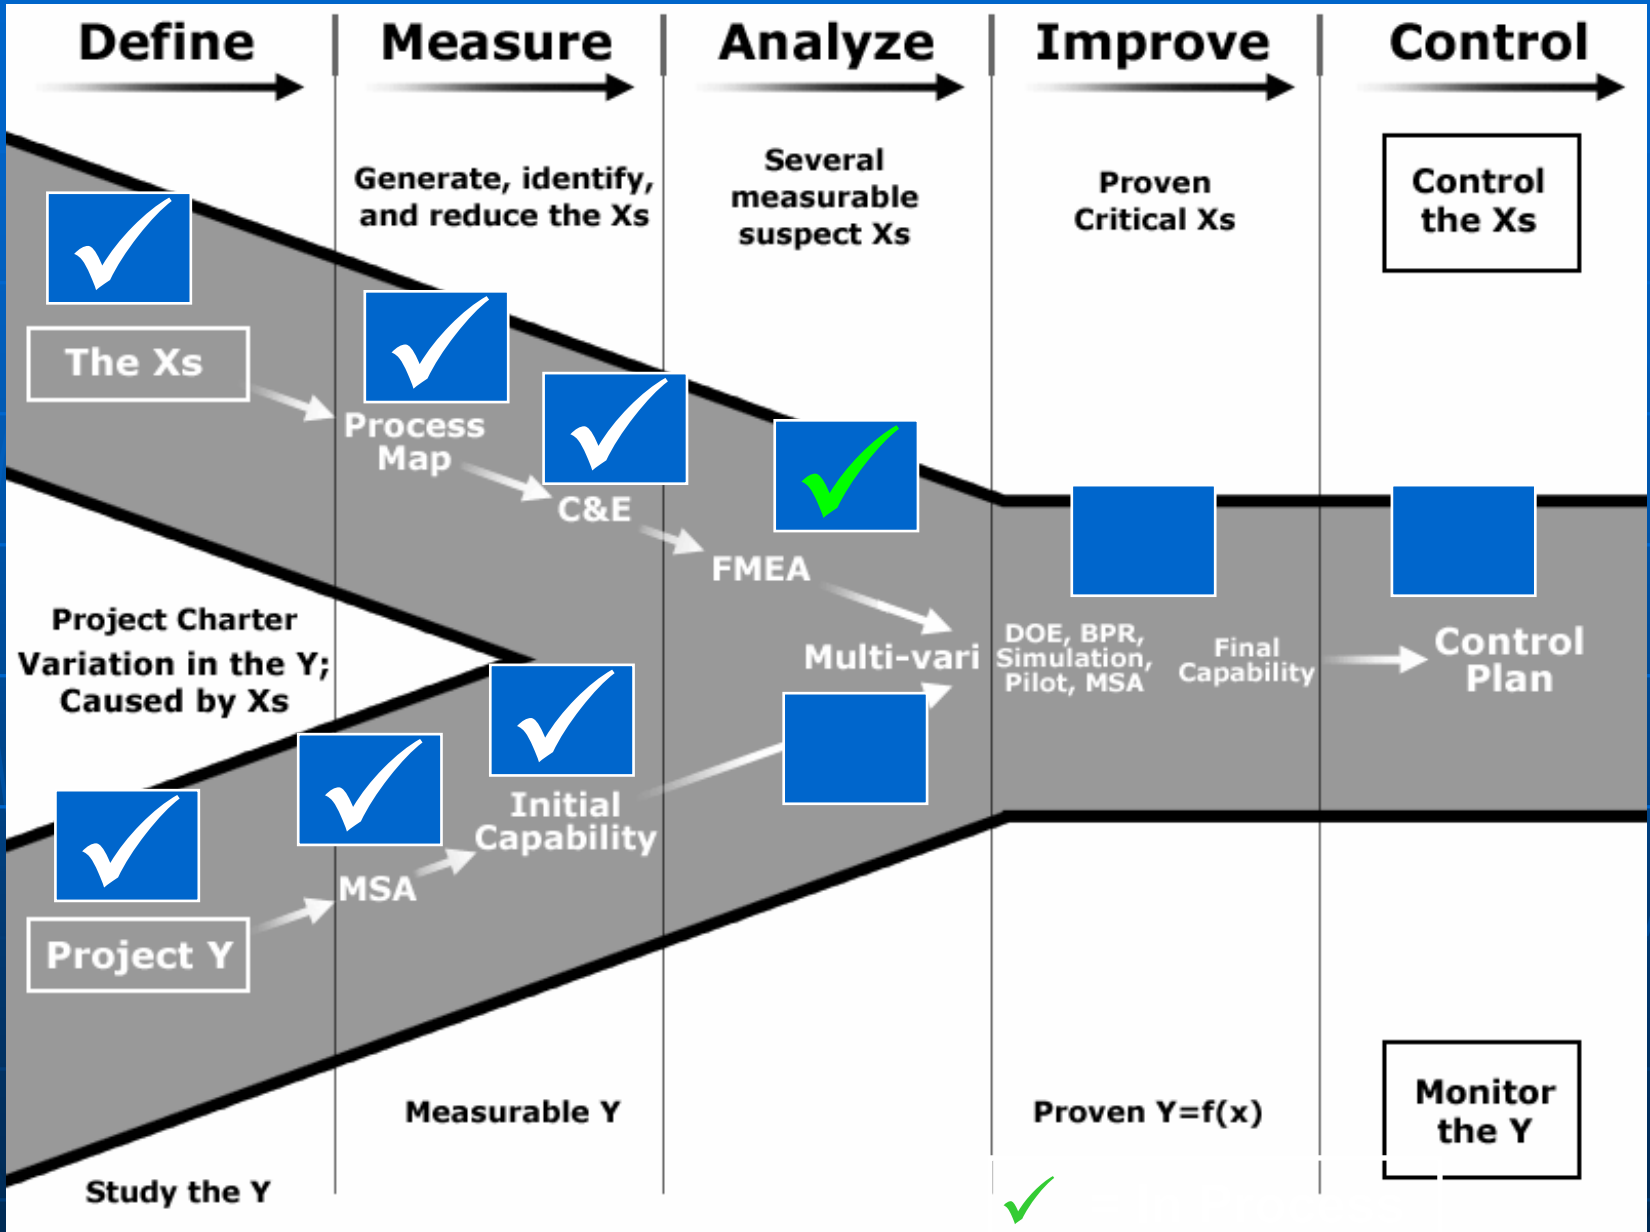 Define
Measure
Analyze
Improve
Control
Generate, identify,
and reduce the Xs
Several
measurable
suspect Xs
Proven
Critical Xs
Control
the Xs
The Xs
Process
Map
C&E
FMEA
Project Charter
Variation in the Y;
Caused by Xs
Multi-vari
DOE, BPR,
Simulation,
Pilot, MSA
Final
Capability
Control
Plan
Initial
Capability
MSA
Project Y
Measurable Y
Proven Y=f(x)
Monitor
the Y
Study the Y